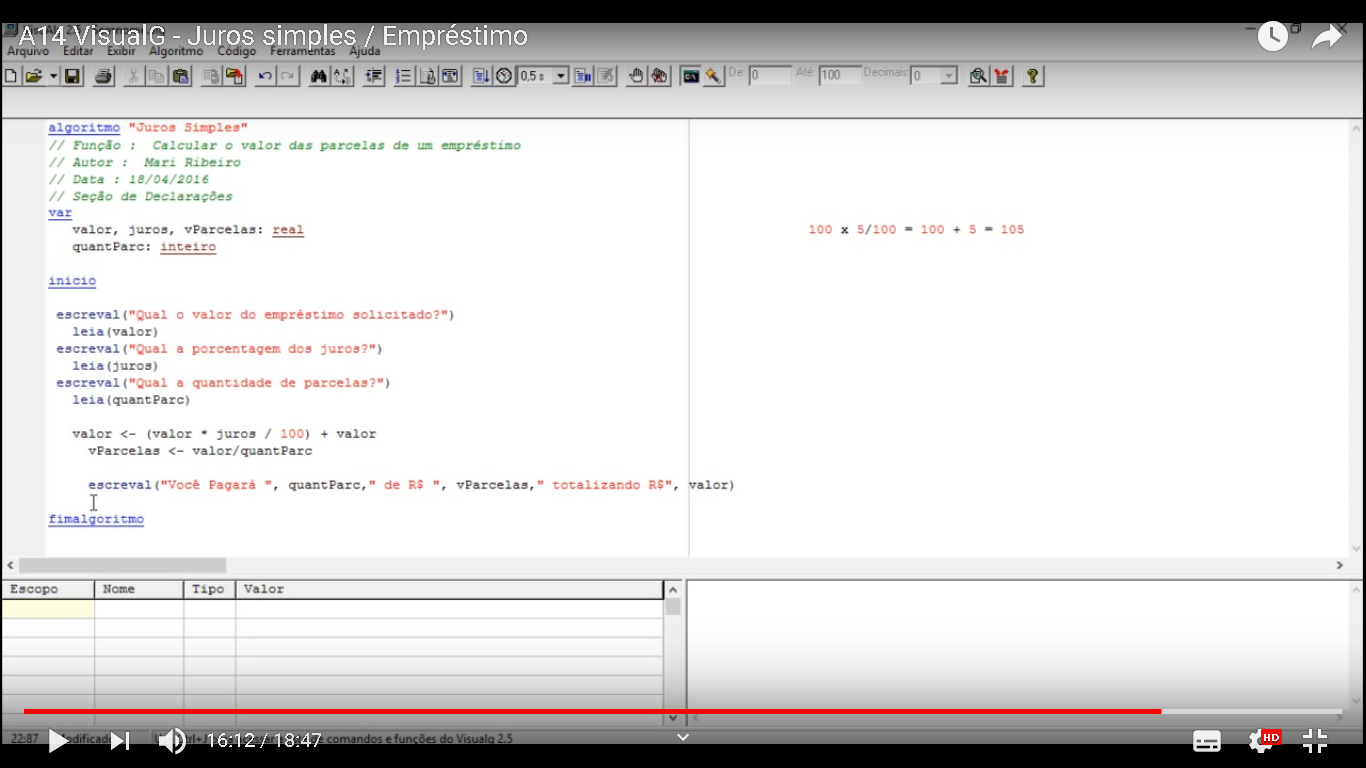 A14 VisualG - Juros simples / Empréstimo
Arquivo Editar Exibir Algoritmo Código Ferramentas Ajuda
0,5 s De: 0 Até: 100 Decimais: 0
algoritmo "Juros Simples"
// Função : Calcular o valor das parcelas de um empréstimo
// Autor : Mari Ribeiro
// Data : 18/04/2016
// Seção de Declarações
var
valor, juros, vParcelas: real
100 x 5/100 = 100 + 5 = 105
quantParc: inteiro
inicio
escreval("Qual o valor do empréstimo solicitado?")
leia(valor)
escreval("Qual a porcentagem dos juros?")
leia(juros)
escreval("Qual a quantidade de parcelas?")
leia(quantParc)
valor <- (valor * juros / 100) + valor
vParcelas <- valor/quantParc
escreval("Você Pagará ", quantParc," de R$ ", vParcelas," totalizando R$", valor)
fimalgoritmo
Escopo Nome Tipo Valor
22:87
16:12 / 18:47
comandos e funções do Visualg 2.5
HD